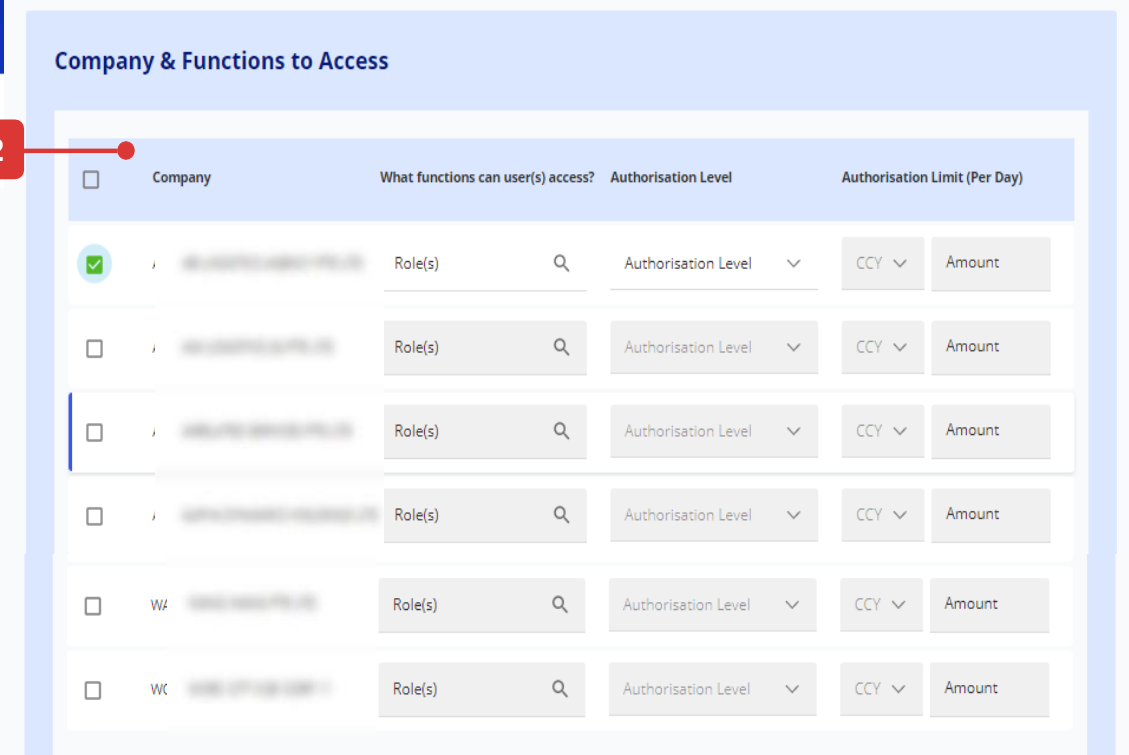 Company & Functions to Access
2
Company What functions can user(s) access? Authorisation Level Authorisation Limit (Per Day)
Role(s) Authorisation Level CCY Amount
Role(s) Authorisation Level CCY Amount
Role(s) Authorisation Level CCY Amount
Role(s) Authorisation Level CCY Amount
Role(s) Authorisation Level CCY Amount
Role(s) Authorisation Level CCY Amount